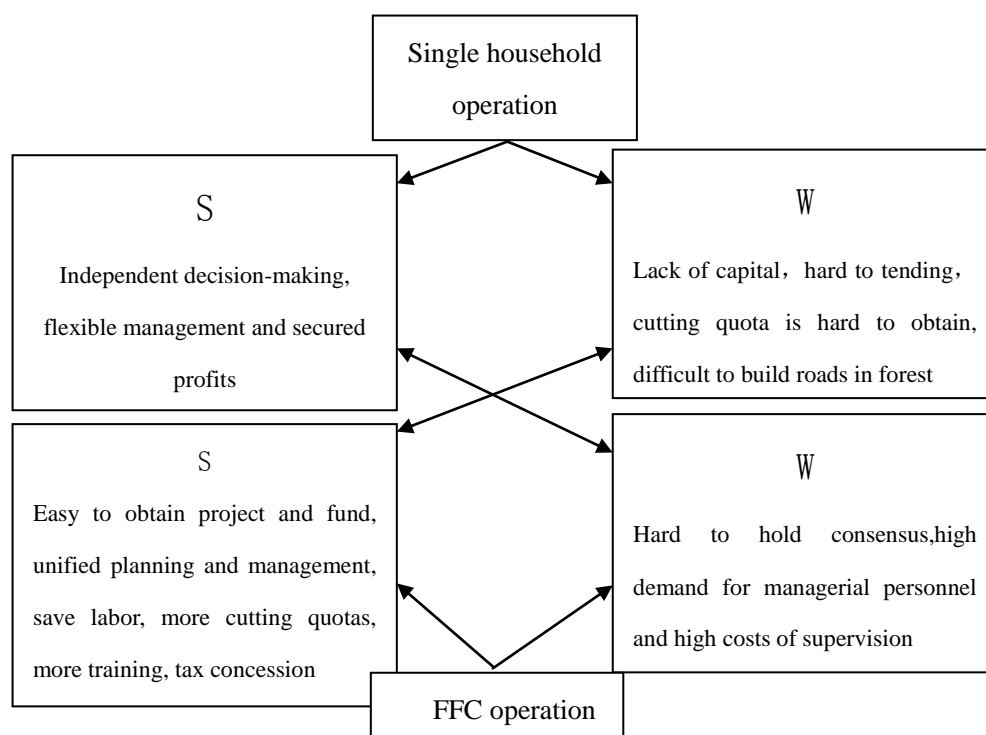 Single household
operation
S
Independent decision-making,
flexible management and secured
profits
W
Lack of capital，hard to tending，
cutting quota is hard to obtain,
difficult to build roads in forest
S
Easy to obtain project and fund,
unified planning and management,
save labor, more cutting quotas,
more training, tax concession
W
Hard to hold consensus,high
demand for managerial personnel
and high costs of supervision
FFC operation